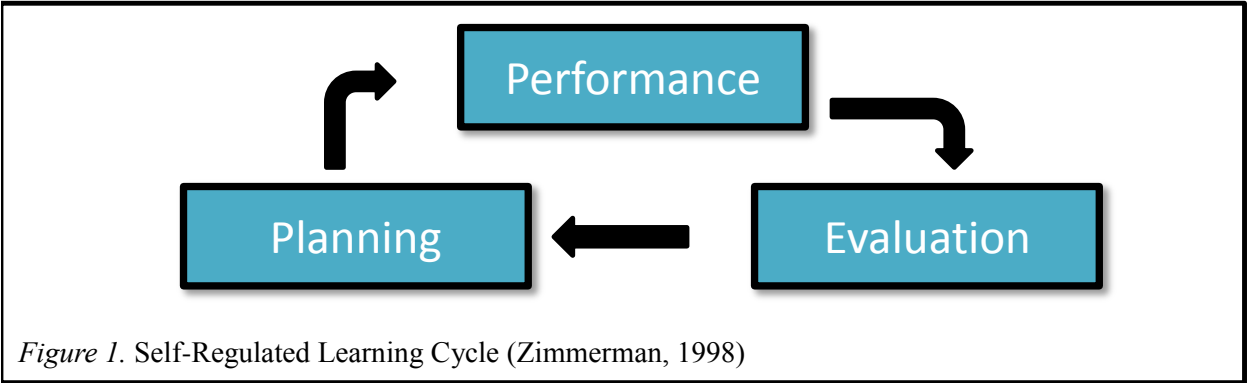 Performance
Planning
Evaluation
Figure 1. Self-Regulated Learning Cycle (Zimmerman, 1998)